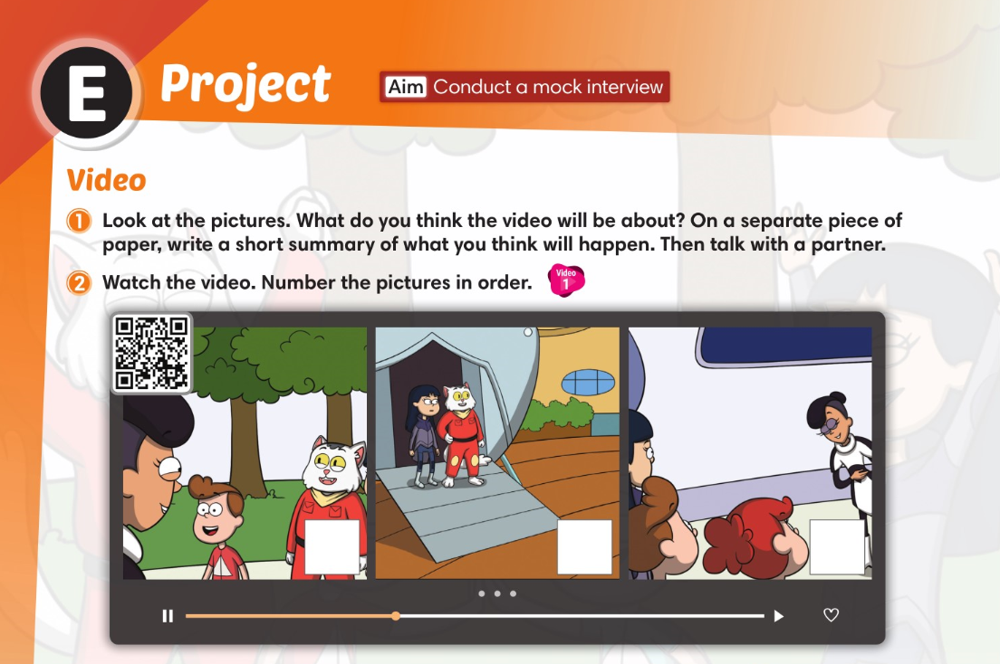 E
Project
Aim Conduct a mock interview
Video
1 Look at the pictures. What do you think the video will be about? On a separate piece of
paper, write a short summary of what you think will happen. Then talk with a partner.
2 Watch the video. Number the pictures in order.
Video
1